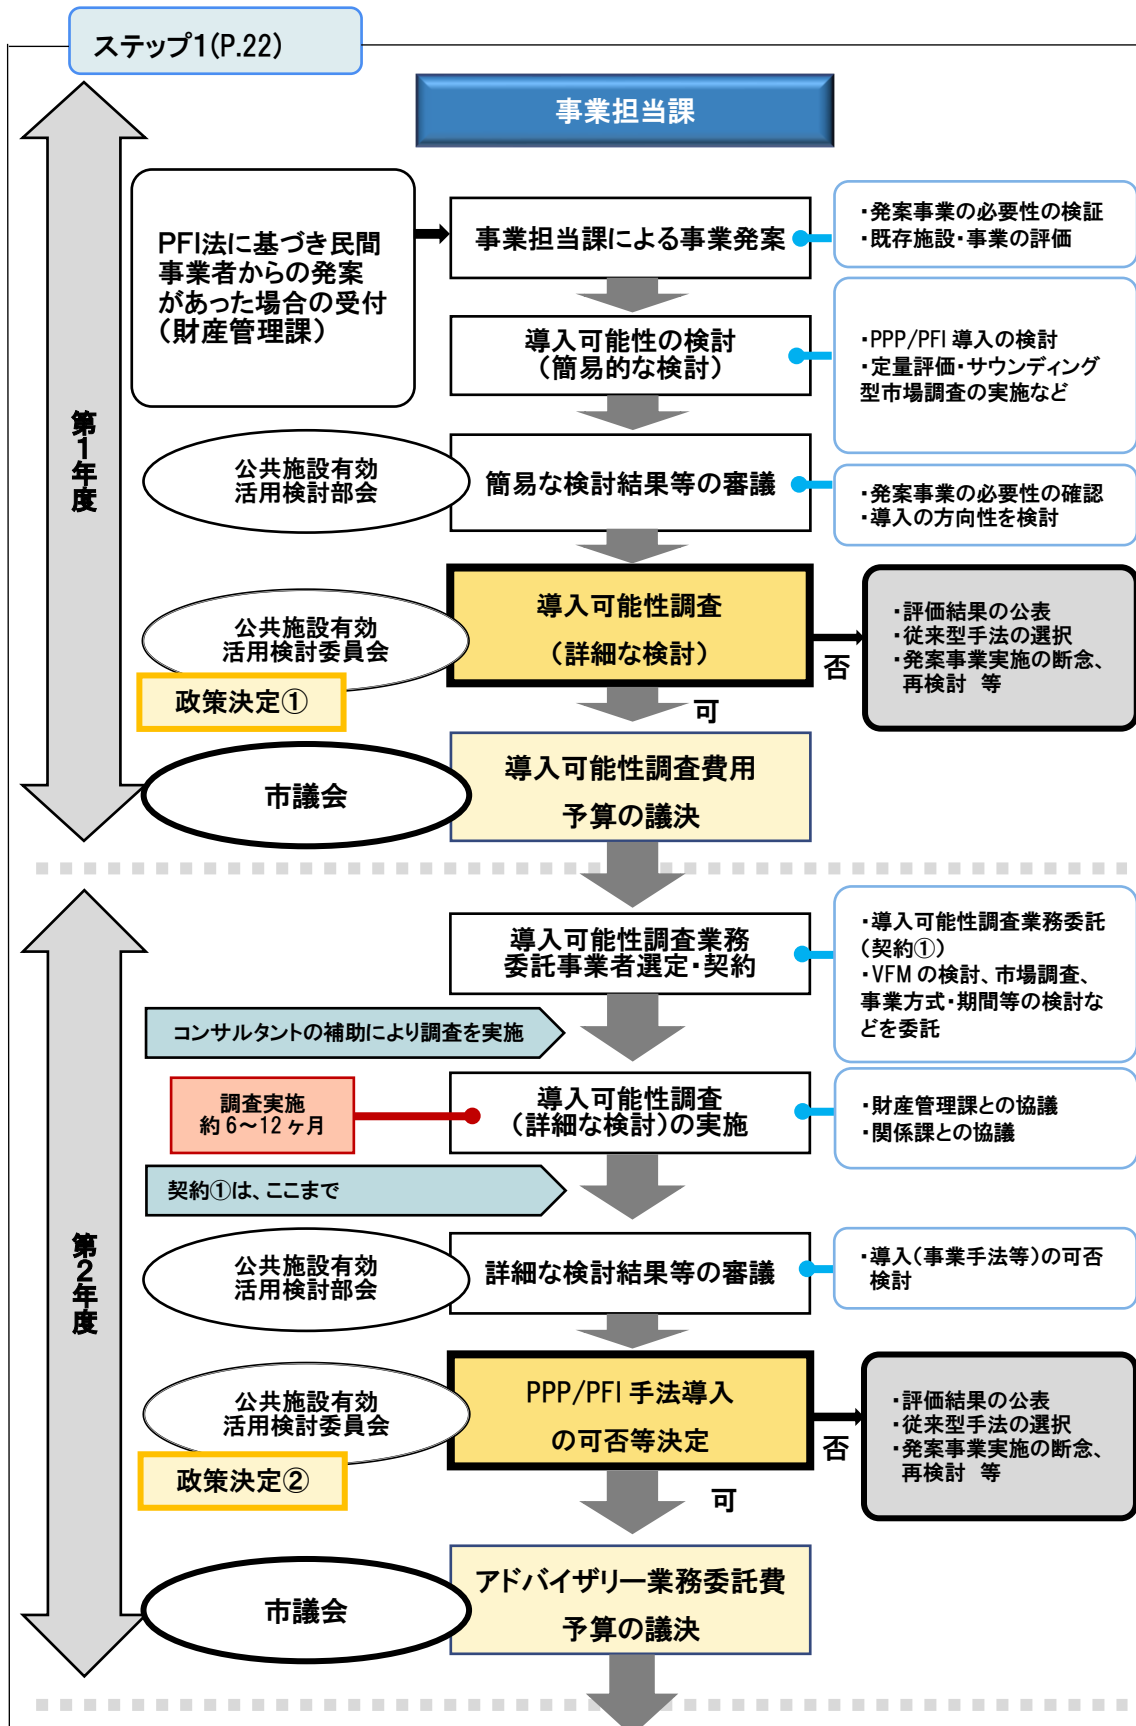 ステップ1(P.22)
事業担当課
第1年度
PFI法に基づき民間
事業者からの発案
があった場合の受付
(財産管理課)
事業担当課による事業発案
・発案事業の必要性の検証
・既存施設・事業の評価
導入可能性の検討
(簡易的な検討)
・PPP/PFI 導入の検討
・定量評価・サウンディング
型市場調査の実施など
公共施設有効
活用検討部会
簡易な検討結果等の審議
・発案事業の必要性の確認
・導入の方向性を検討
公共施設有効
活用検討委員会
政策決定①
導入可能性調査
(詳細な検討)
否
・評価結果の公表
・従来型手法の選択
・発案事業実施の断念、
再検討 等
可
市議会
導入可能性調査費用
予算の議決
第2年度
導入可能性調査業務
委託事業者選定・契約
・導入可能性調査業務委託
(契約①)
・VFM の検討、市場調査、
事業方式・期間等の検討な
どを委託
コンサルタントの補助により調査を実施
調査実施
約 6～12 ヶ月
導入可能性調査
(詳細な検討)の実施
・財産管理課との協議
・関係課との協議
契約①は、ここまで
公共施設有効
活用検討部会
詳細な検討結果等の審議
・導入(事業手法等)の可否
検討
公共施設有効
活用検討委員会
政策決定②
PPP/PFI 手法導入
の可否等決定
否
・評価結果の公表
・従来型手法の選択
・発案事業実施の断念、
再検討 等
可
市議会
アドバイザリー業務委託費
予算の議決